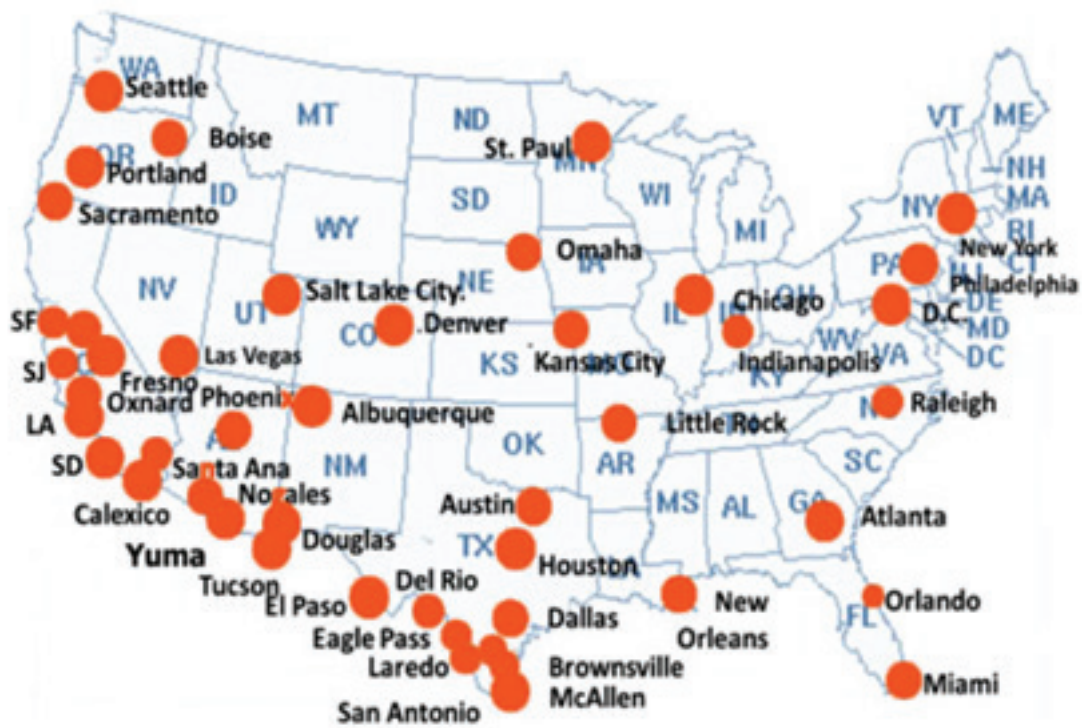 WA
Seattle
MT
ND
VT
ME
Boise
St. Paul
MN
OR
Portland
NH
ID
SD
WI
NY
MA
Sacramento
MI
RI
WY
New York
CT
Omaha
IA
PA
NJ
NE
Philadelphia
NV
Salt Lake City.
Chicago
OH
DE
UT
IL
D.C.
SF
CO
.Denver
MD
WV
VA
DC
Las Vegas
KS
Kansas City
Indianapolis
SJ
KY
Fresno
Oxnard
Phoenix
Albuquerque
Raleigh
LA
Little Rock
OK
SD
Santa Ana
NM
AR
SC
Nogales
Austin
MS
AL
GA
Calexico
Atlanta
Yuma
Douglas
TX
Houston
LA
Tucson
Del Rio
El Paso
Dallas
New
Orleans
Orlando
FL
Eagle Pass
Laredo
Brownsville
McAllen
Miami
San Antonio